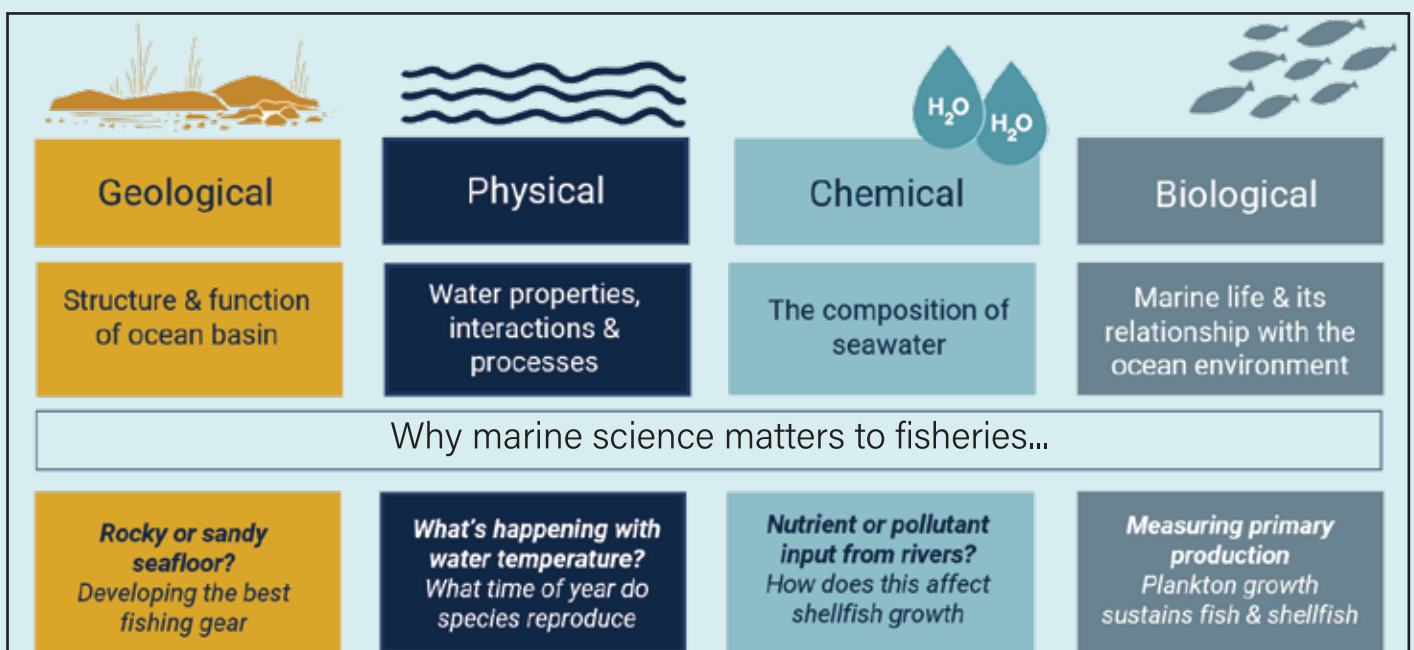 H₂O
H₂O
Geological
Physical
Chemical
Biological
Structure & function
of ocean basin
Water properties,
interactions &
processes
The composition of
seawater
Marine life & its
relationship with the
ocean environment
Why marine science matters to fisheries...
Rocky or sandy
seafloor?
Developing the best
fishing gear
What's happening with
water temperature?
What time of year do
species reproduce
Nutrient or pollutant
input from rivers?
How does this affect
shellfish growth
Measuring primary
production
Plankton growth
sustains fish & shellfish